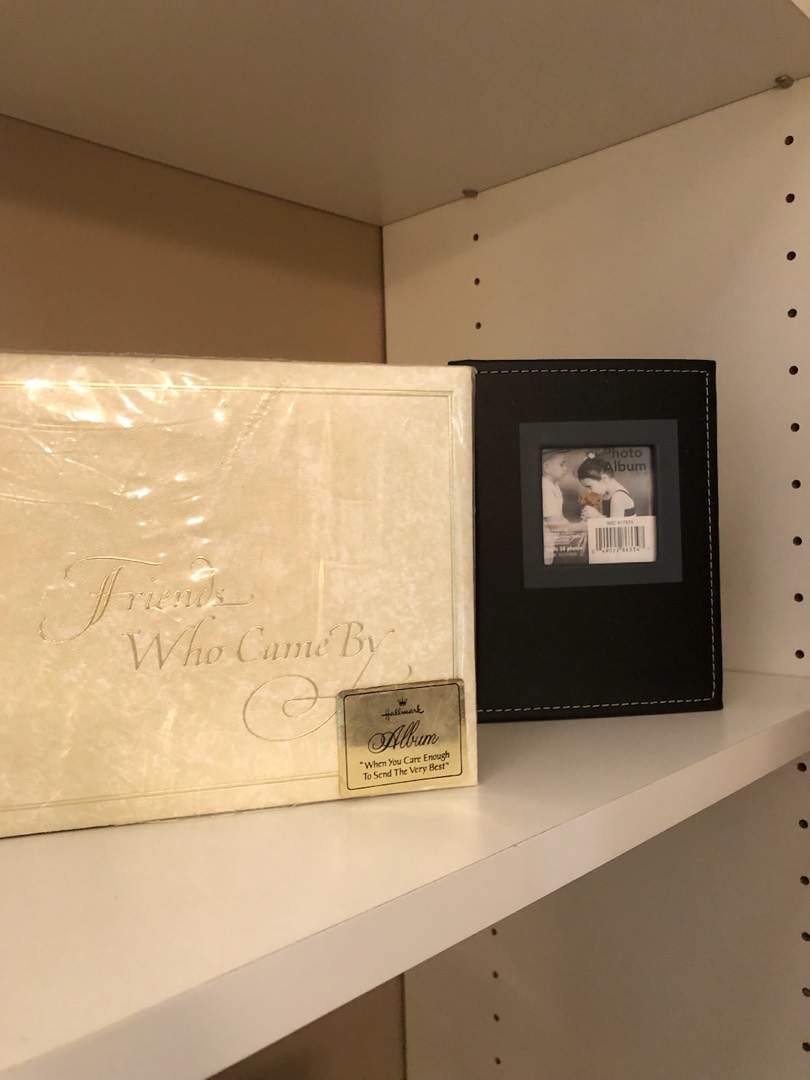 Friends
Who Came By
Hallmark
Album
"When You Care Enough
To Send The Very Best"
Photo
Album